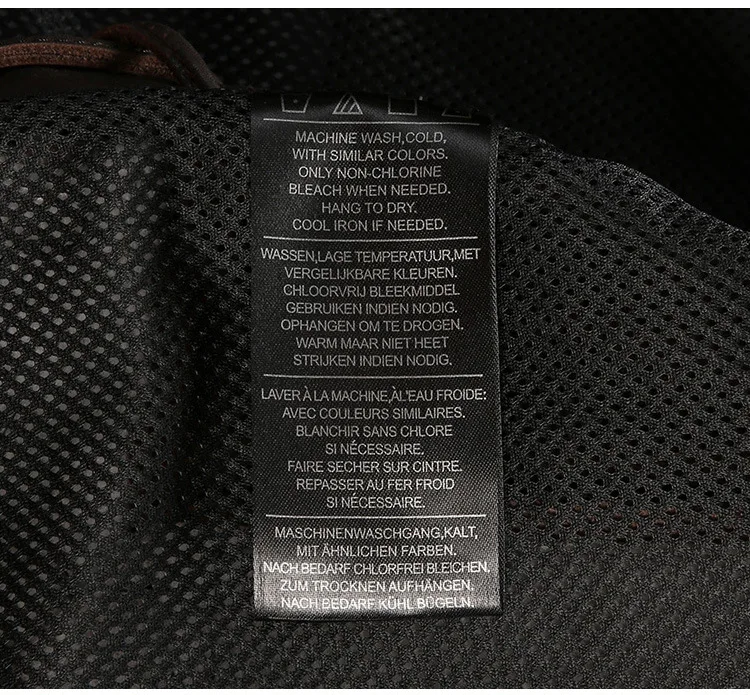 MACHINE WASH,COLD,
WITH SIMILAR COLORS.
ONLY NON-CHLORINE
BLEACH WHEN NEEDED.
HANG TO DRY.
COOL IRON IF NEEDED.
WASSEN,LAGE TEMPERATUUR,MET
VERGELIJKBARE KLEUREN.
CHLOORVRIJ BLEEKMIDDEL
GEBRUIKEN INDIEN NODIG.
OPHANGEN OM TE DROGEN.
WARM MAAR NIET HEET
STRIJKEN INDIEN NODIG.
LAVER À LA MACHINE,ÀL'EAU FROIDE:
AVEC COULEURS SIMILAIRES.
BLANCHIR SANS CHLORE
SI NÉCESSAIRE.
FAIRE SECHER SUR CINTRE.
REPASSER AU FER FROID
SI NÉCESSAIRE.
MASCHINENWASCHGANG,KALT,
MIT ÄHNLICHEN FARBEN.
NACH BEDARF CHLORFREI BLEICHEN.
ZUM TROCKNEN AUFHÄNGEN.
NACH BEDARF KÜHL BÜGELN.